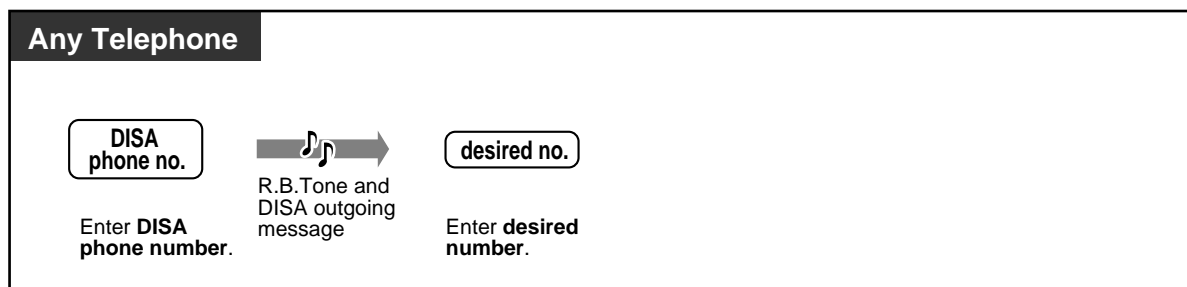 Any Telephone
DISA
phone no.
R.B.Tone and
DISA outgoing
message
desired no.
Enter DISA
phone number.
Enter desired
number.